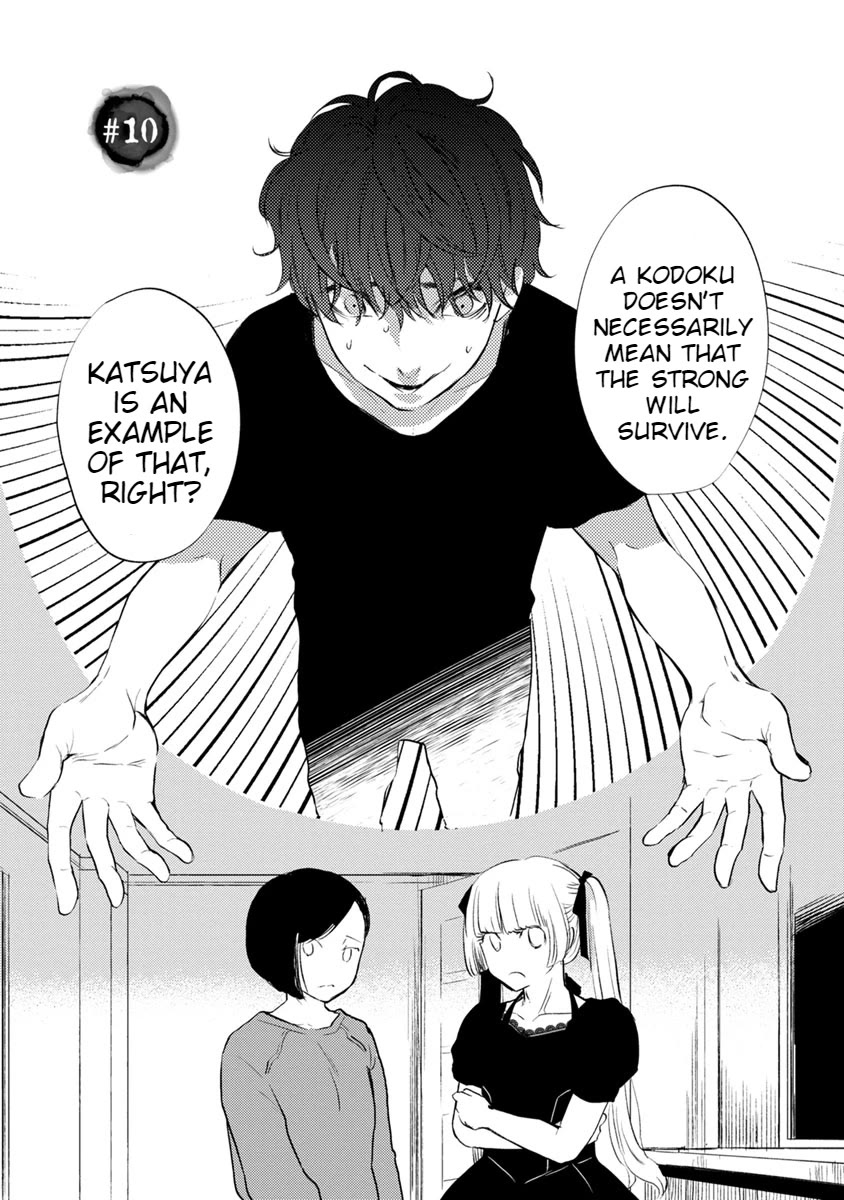 #10
A KODOKU
DOESN'T
NECESSARILY
MEAN THAT
THE STRONG
WILL
SURVIVE.
KATSUYA
IS AN
EXAMPLE
OF THAT,
RIGHT?